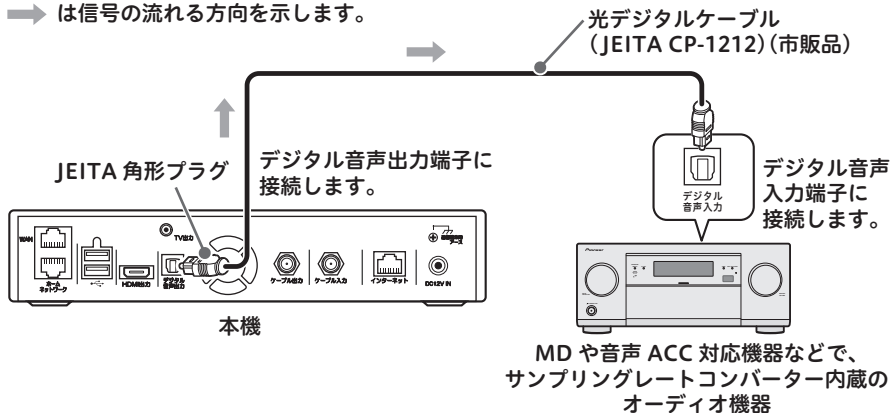 は信号の流れる方向を示します。
光デジタルケーブル
（JEITA CP-1212）（市販品）
JEITA 角形プラグ
デジタル音声出力端子に
接続します。
デジタル
音声入力
デジタル音声
入力端子に
接続します。
WAN
TV出力
アース
Pioneer
ホーム
ネットワーク
HDMI出力
デジタル
音声出力
ケーブル出力
ケーブル入力
インターネット
DC12V IN
本機
MD や音声 ACC 対応機器などで、
サンプリングレートコンバーター内蔵の
オーディオ機器